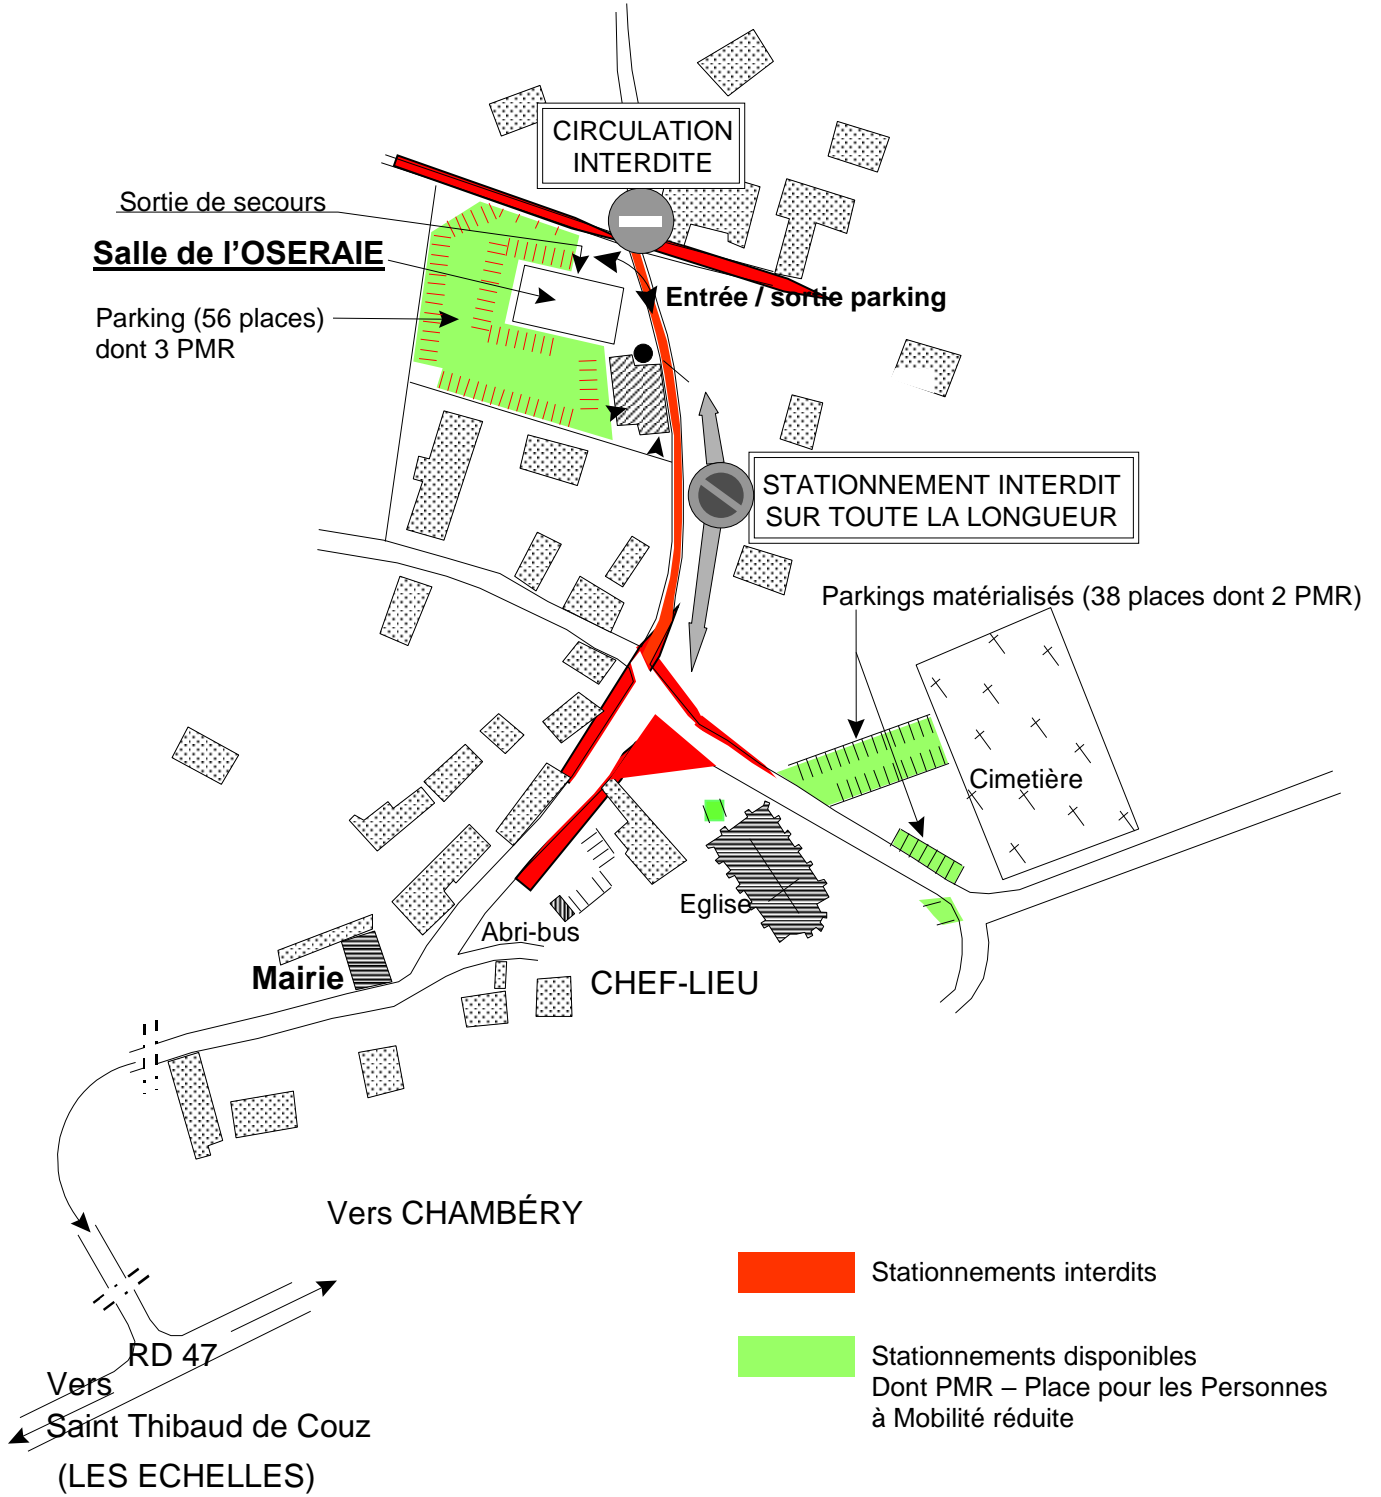 CIRCULATION
INTERDITE
Sortie de secours
Salle de l’OSERAIE
Entrée / sortie parking
Parking (56 places)
dont 3 PMR
STATIONNEMENT INTERDIT
SUR TOUTE LA LONGUEUR
Parkings matérialisés (38 places dont 2 PMR)
Cimetière
Eglise
Abri-bus
Mairie
CHEF-LIEU
Vers CHAMBÉRY
Stationnements interdits
RD 47
Stationnements disponibles
Dont PMR – Place pour les Personnes
à Mobilité réduite
Vers
Saint Thibaud de Couz
(LES ECHELLES)